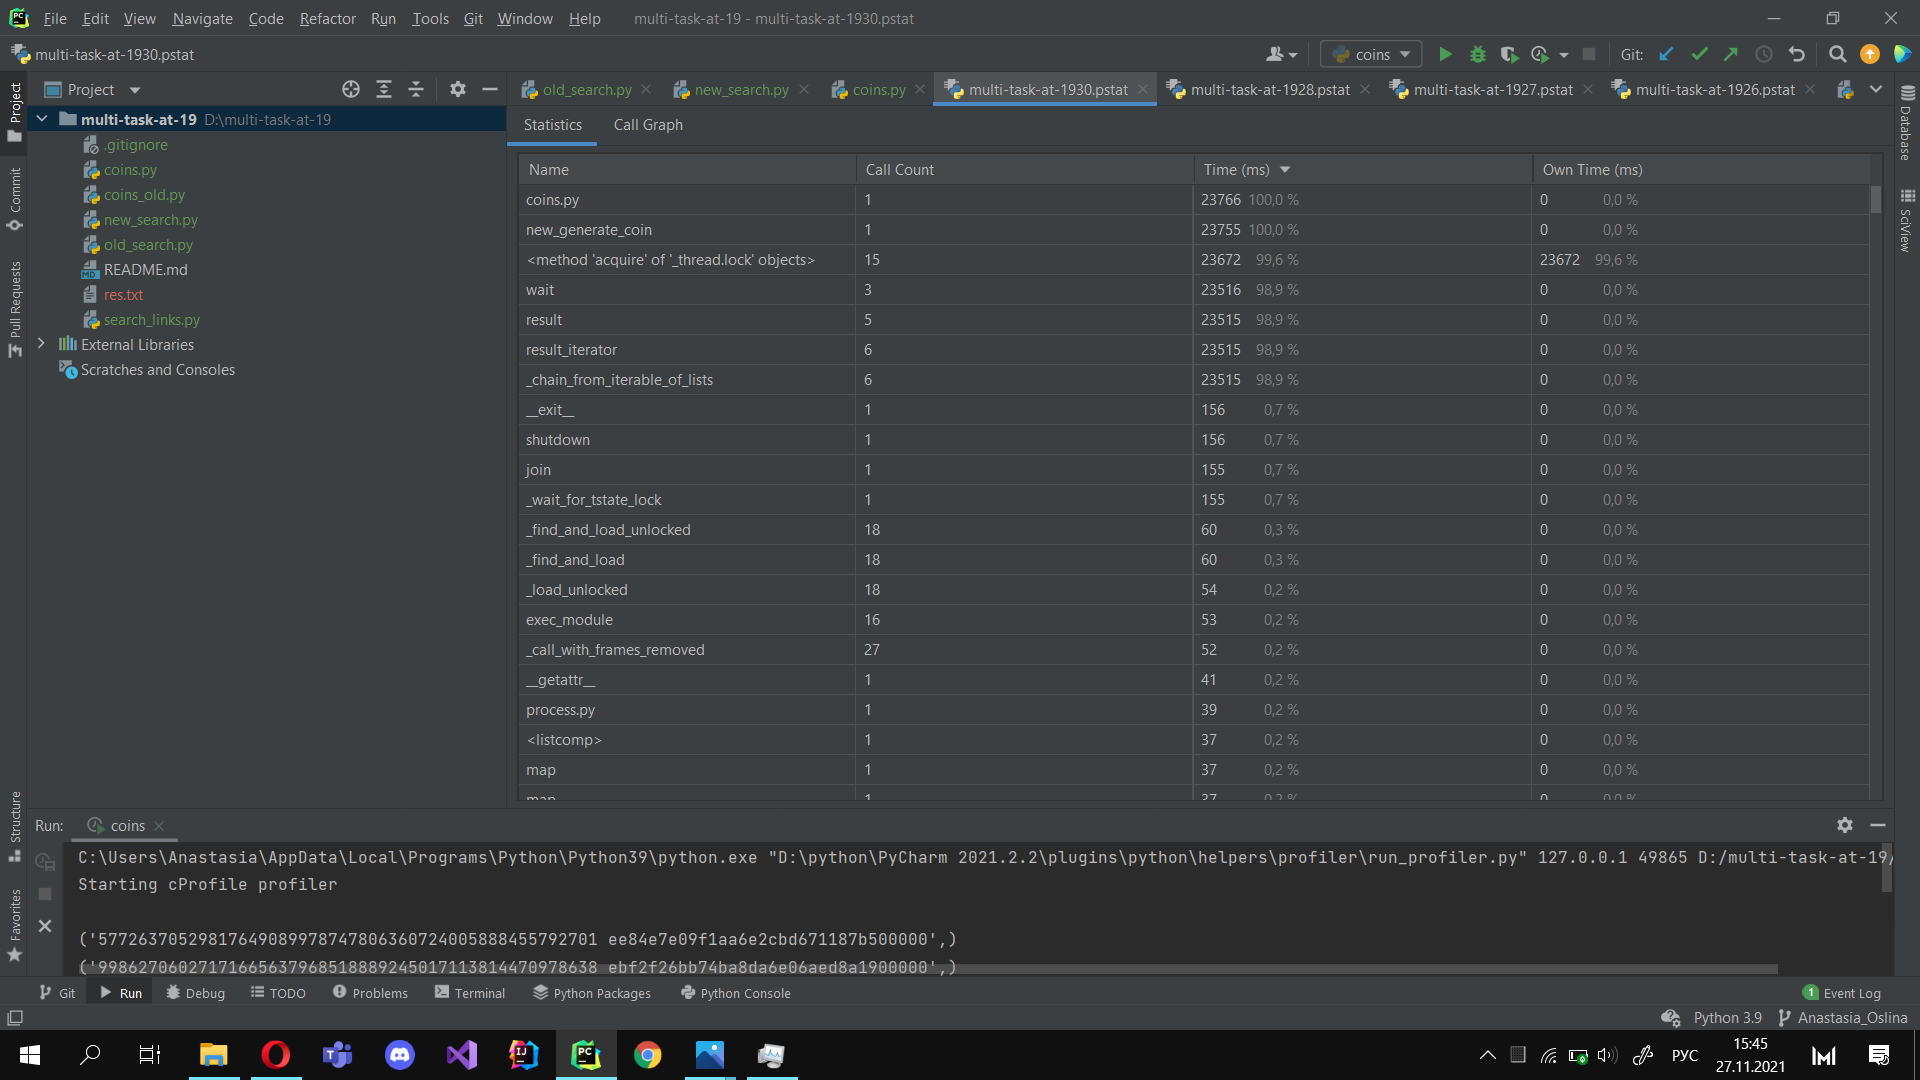 File Edit View Navigate Code Refactor Run Tools Git Window Help multi-task-at-19 - multi-task-at-1930.pstat
multi-task-at-1930.pstat coins Git:
Project old_search.py new_search.py coins.py multi-task-at-1930.pstat multi-task-at-1928.pstat multi-task-at-1927.pstat multi-task-at-1926.pstat
multi-task-at-19 D:\multi-task-at-19
.gitignore
coins.py
coins_old.py
new_search.py
old_search.py
README.md
res.txt
search_links.py
External Libraries
Scratches and Consoles
Project
Commit
Pull Requests
Structure
Favorites
Database
SciView
Statistics Call Graph
Name Call Count Time (ms) Own Time (ms)
coins.py 1 23766 100,0 % 0 0,0 %
new_generate_coin 1 23755 100,0 % 0 0,0 %
<method 'acquire' of '_thread.lock' objects> 15 23672 99,6 % 23672 99,6 %
wait 3 23516 98,9 % 0 0,0 %
result 5 23515 98,9 % 0 0,0 %
result_iterator 6 23515 98,9 % 0 0,0 %
_chain_from_iterable_of_lists 6 23515 98,9 % 0 0,0 %
__exit__ 1 156 0,7 % 0 0,0 %
shutdown 1 156 0,7 % 0 0,0 %
join 1 155 0,7 % 0 0,0 %
_wait_for_tstate_lock 1 155 0,7 % 0 0,0 %
_find_and_load_unlocked 18 60 0,3 % 0 0,0 %
_find_and_load 18 60 0,3 % 0 0,0 %
_load_unlocked 18 54 0,2 % 0 0,0 %
exec_module 16 53 0,2 % 0 0,0 %
_call_with_frames_removed 27 52 0,2 % 0 0,0 %
__getattr__ 1 41 0,2 % 0 0,0 %
process.py 1 39 0,2 % 0 0,0 %
<listcomp> 1 37 0,2 % 0 0,0 %
map 1 37 0,2 % 0 0,0 %
map 1 37 0,2 % 0 0,0 %
Run: coins
C:\Users\Anastasia\AppData\Local\Programs\Python\Python39\python.exe "D:\python\PyCharm 2021.2.2\plugins\python\helpers\profiler\run_profiler.py" 127.0.0.1 49865 D:/multi-task-at-19/
Starting cProfile profiler
('57726370529817649089978747806360724005888455792701 ee84e7e09f1aa6e2cbd671187b500000',)
('99862706027171665637968518889245017113814470978638 ebf2f26bb74ba8da6e06aed8a1900000',)
Git Run Debug TODO Problems Terminal Python Packages Python Console 1 Event Log
Python 3.9 Anastasia_Oslina
РУС 15:45
27.11.2021